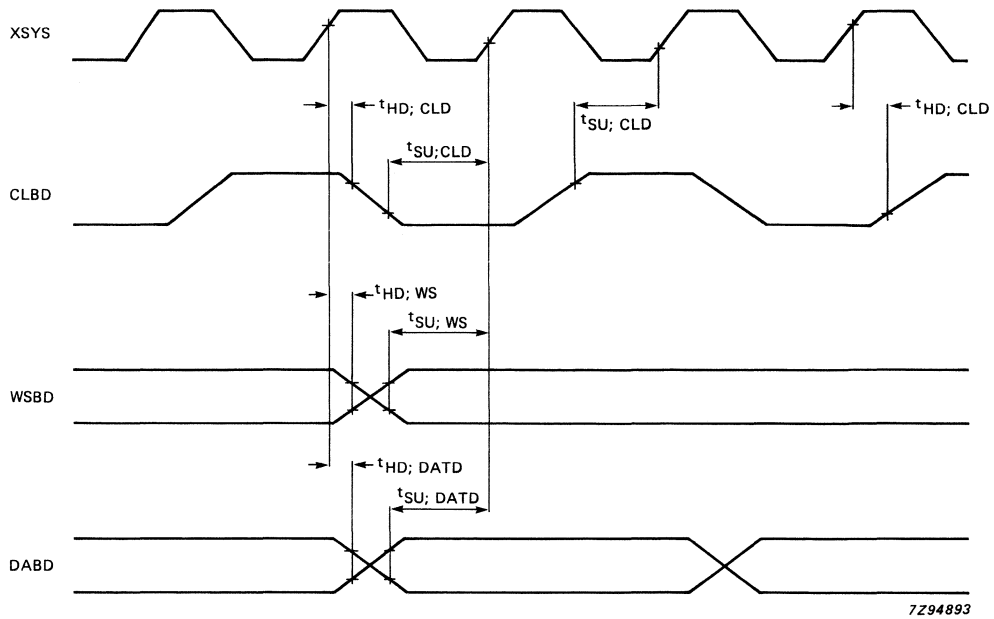 XSYS
tHD; CLD
tSU; CLD
tHD; CLD
tSU;CLD
CLBD
tHD; WS
tSU; WS
WSBD
tHD; DATD
tSU; DATD
DABD
7Z94893